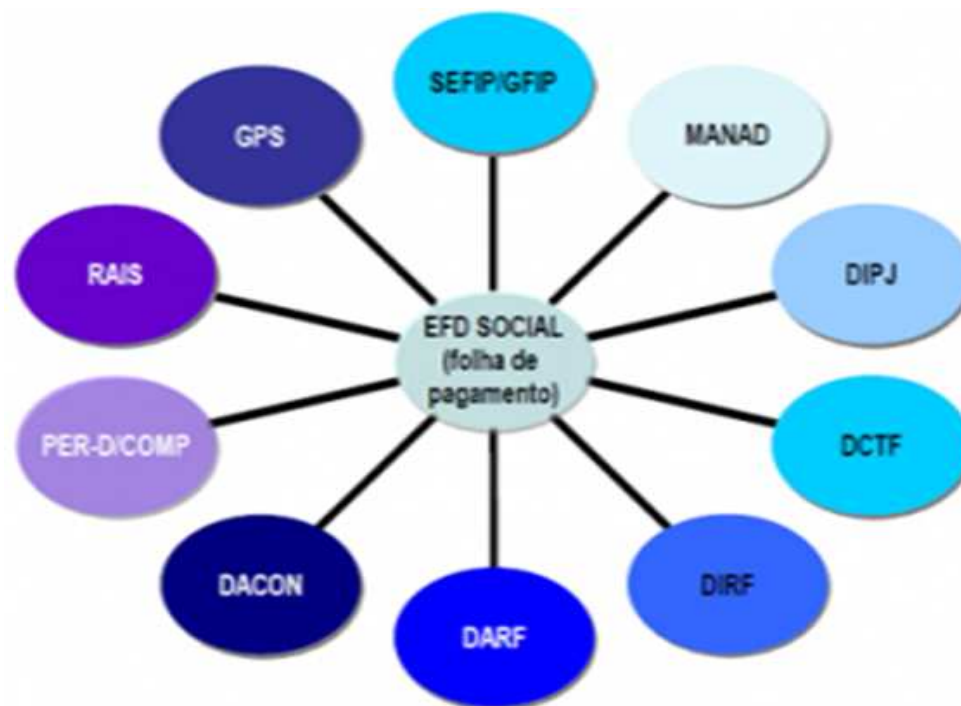 SEFIP/GFIP
GPS
MANAD
RAIS
DIPJ
EFD SOCIAL
(folha de
pagamento)
PER-D/COMP
DCTF
DACON
DIRF
DARF